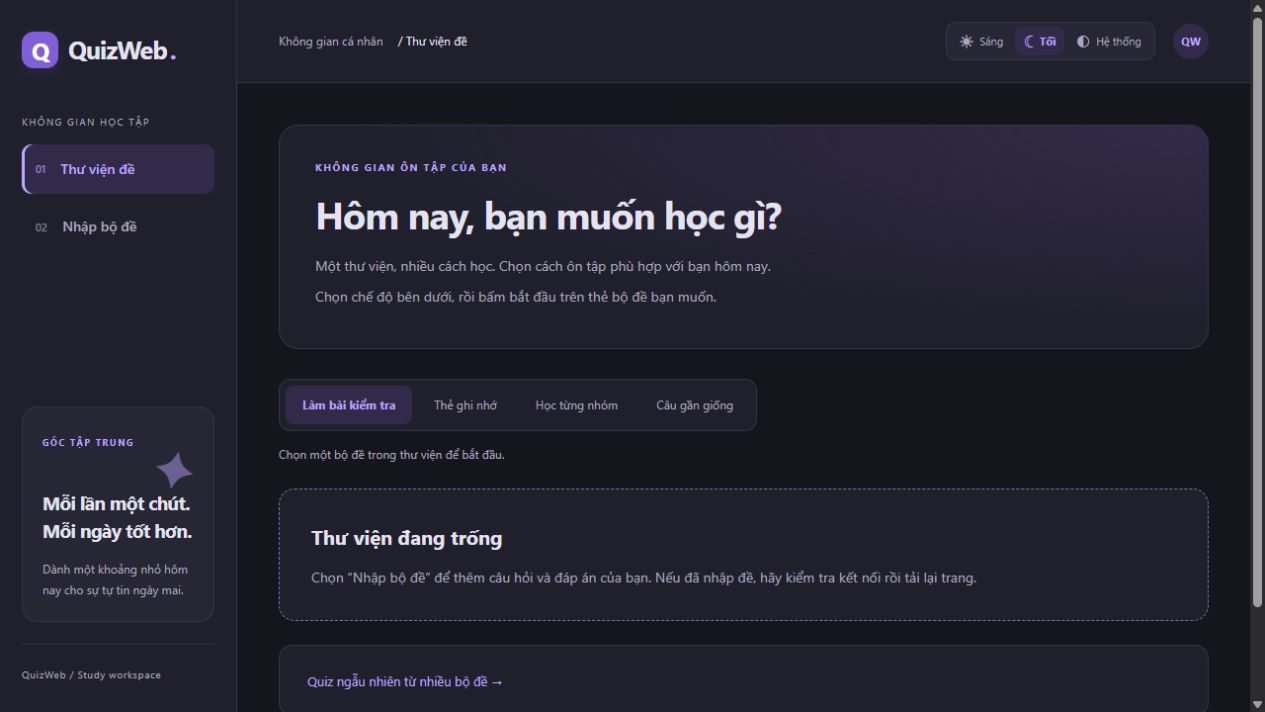 Q QuizWeb.
KHÔNG GIAN HỌC TẬP
01 Thư viện đề
02 Nhập bộ đề
GÓC TẬP TRUNG
Mỗi lần một chút.
Mỗi ngày tốt hơn.
Dành một khoảng nhỏ hôm
nay cho sự tự tin ngày mai.
QuizWeb / Study workspace
Không gian cá nhân / Thư viện đề
Sáng Tối Hệ thống QW
KHÔNG GIAN ÔN TẬP CỦA BẠN
Hôm nay, bạn muốn học gì?
Một thư viện, nhiều cách học. Chọn cách ôn tập phù hợp với bạn hôm nay.
Chọn chế độ bên dưới, rồi bấm bắt đầu trên thẻ bộ đề bạn muốn.
Làm bài kiểm tra Thẻ ghi nhớ Học từng nhóm Câu gần giống
Chọn một bộ đề trong thư viện để bắt đầu.
Thư viện đang trống
Chọn “Nhập bộ đề” để thêm câu hỏi và đáp án của bạn. Nếu đã nhập đề, hãy kiểm tra kết nối rồi tải lại trang.
Quiz ngẫu nhiên từ nhiều bộ đề →